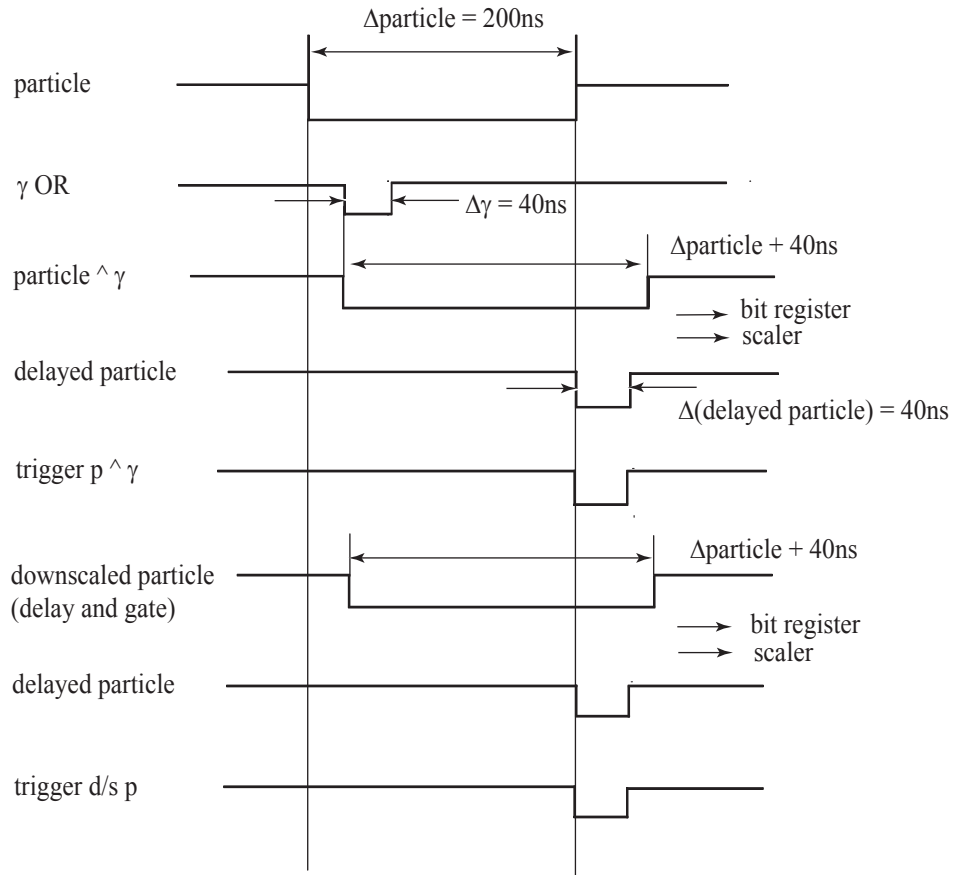 Δparticle = 200ns
particle
γ OR
Δγ = 40ns
Δparticle + 40ns
particle ^ γ
bit register
scaler
delayed particle
Δ(delayed particle) = 40ns
trigger p ^ γ
Δparticle + 40ns
downscaled particle
(delay and gate)
bit register
scaler
delayed particle
trigger d/s p